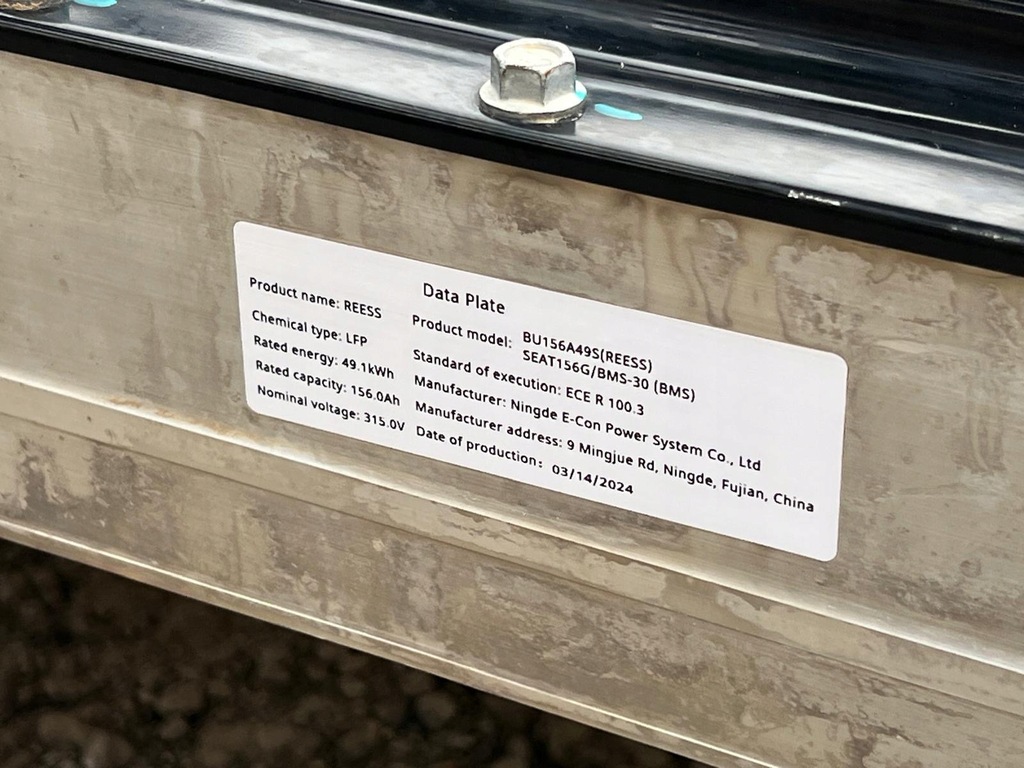 Data Plate
Product name: REESS
Chemical type: LFP
Rated energy: 49.1kWh
Rated capacity: 156.0Ah
Nominal voltage: 315.0V
Product model: BU156A49S(REESS)
SEAT156G/BMS-30 (BMS)
Standard of execution: ECE R 100.3
Manufacturer: Ningde E-Con Power System Co., Ltd
Manufacturer address: 9 Mingjue Rd, Ningde, Fujian, China
Date of production: 03/14/2024